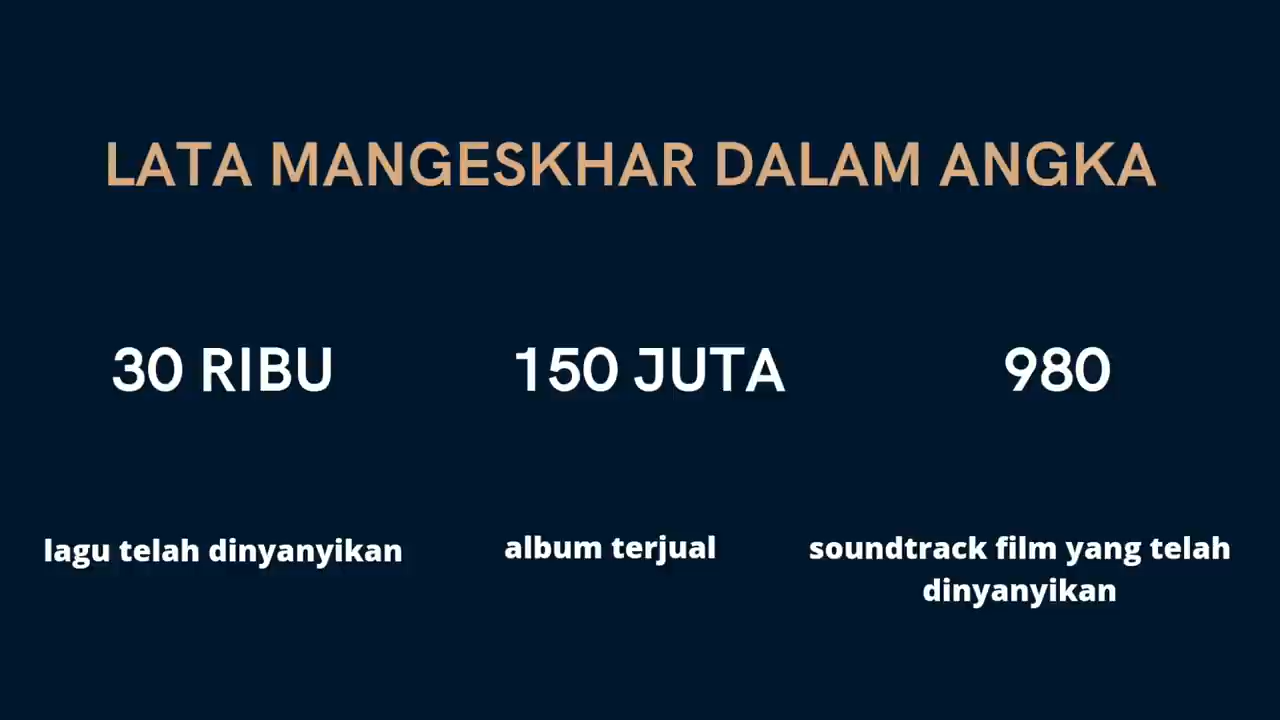 LATA MANGESKHAR DALAM ANGKA
30 RIBU
lagu telah dinyanyikan
150 JUTA
album terjual
980
soundtrack film yang telah
dinyanyikan